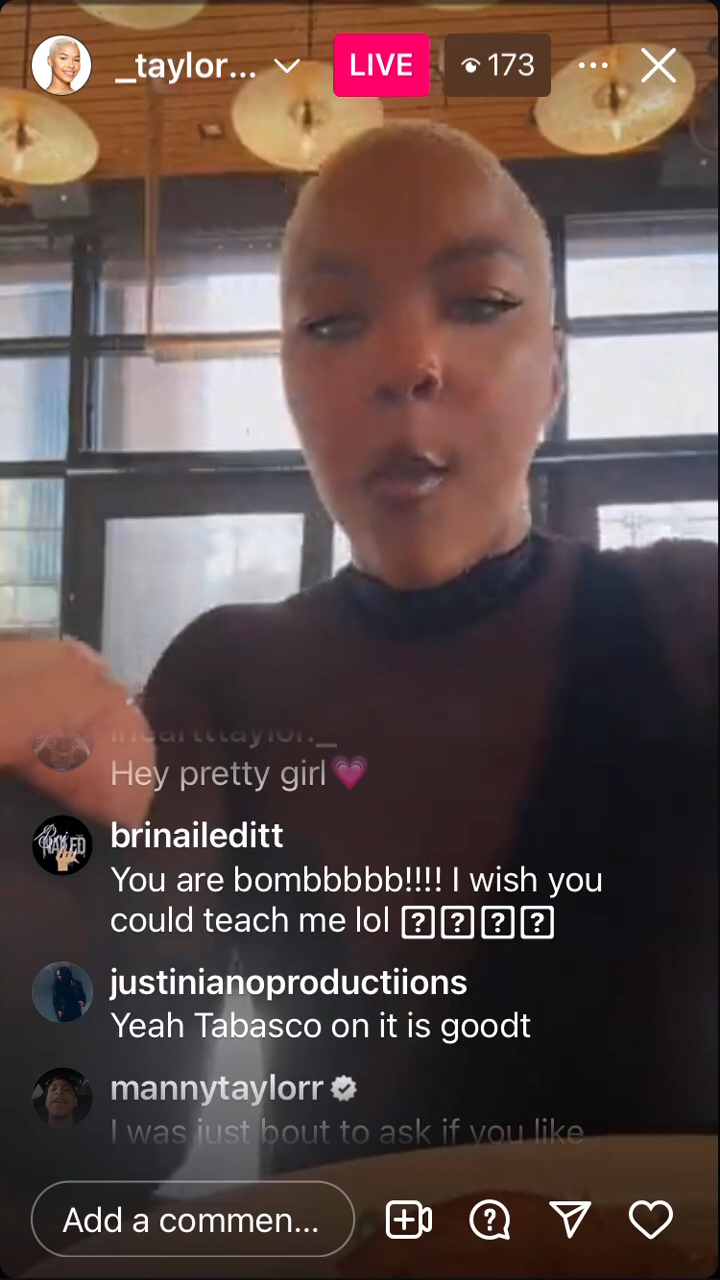 _taylor...
LIVE
173
Hey pretty girl💗
brinaileditt
You are bombbbbb!!!! I wish you
could teach me lol ⍰⍰⍰⍰
justinianoproductiions
Yeah Tabasco on it is goodt
mannytaylorr
I was just bout to ask if you like
Add a commen...